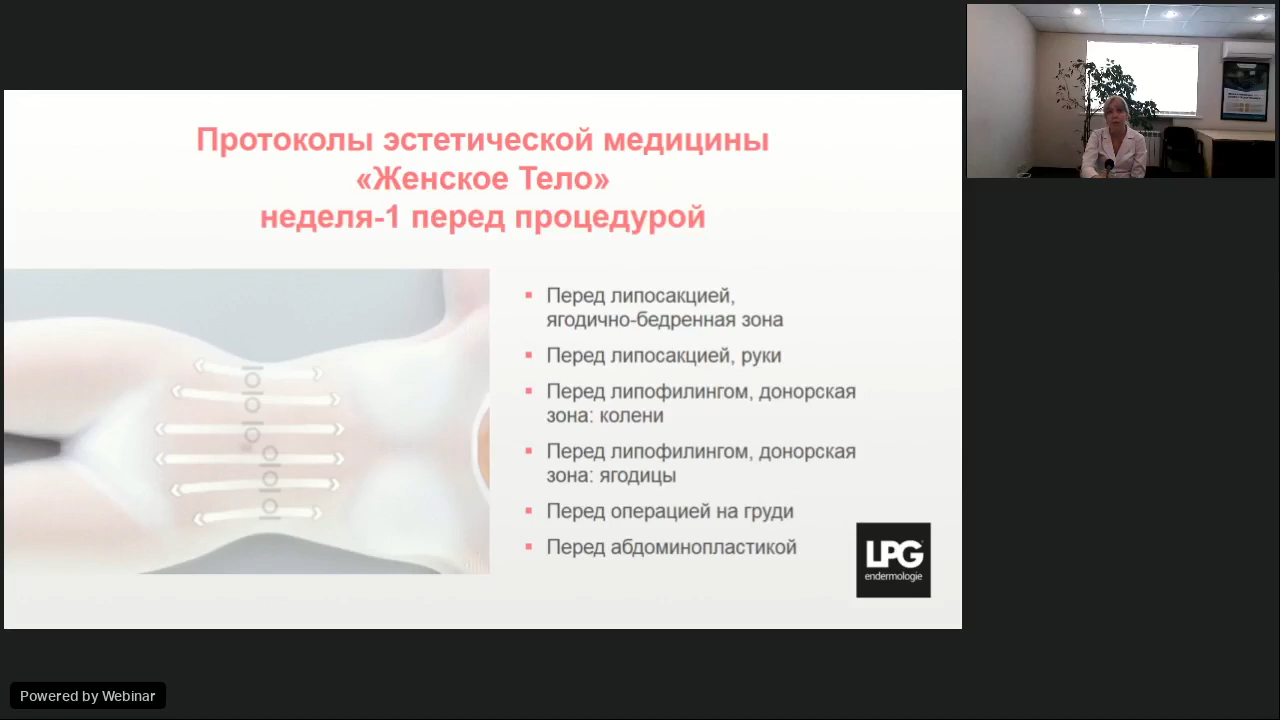 Протоколы эстетической медицины
«Женское Тело»
неделя-1 перед процедурой
Перед липосакцией,
ягодично-бедренная зона
Перед липосакцией, руки
Перед липофилингом, донорская
зона: колени
Перед липофилингом, донорская
зона: ягодицы
Перед операцией на груди
Перед абдоминопластикой
LPG
endermologie
Powered by Webinar